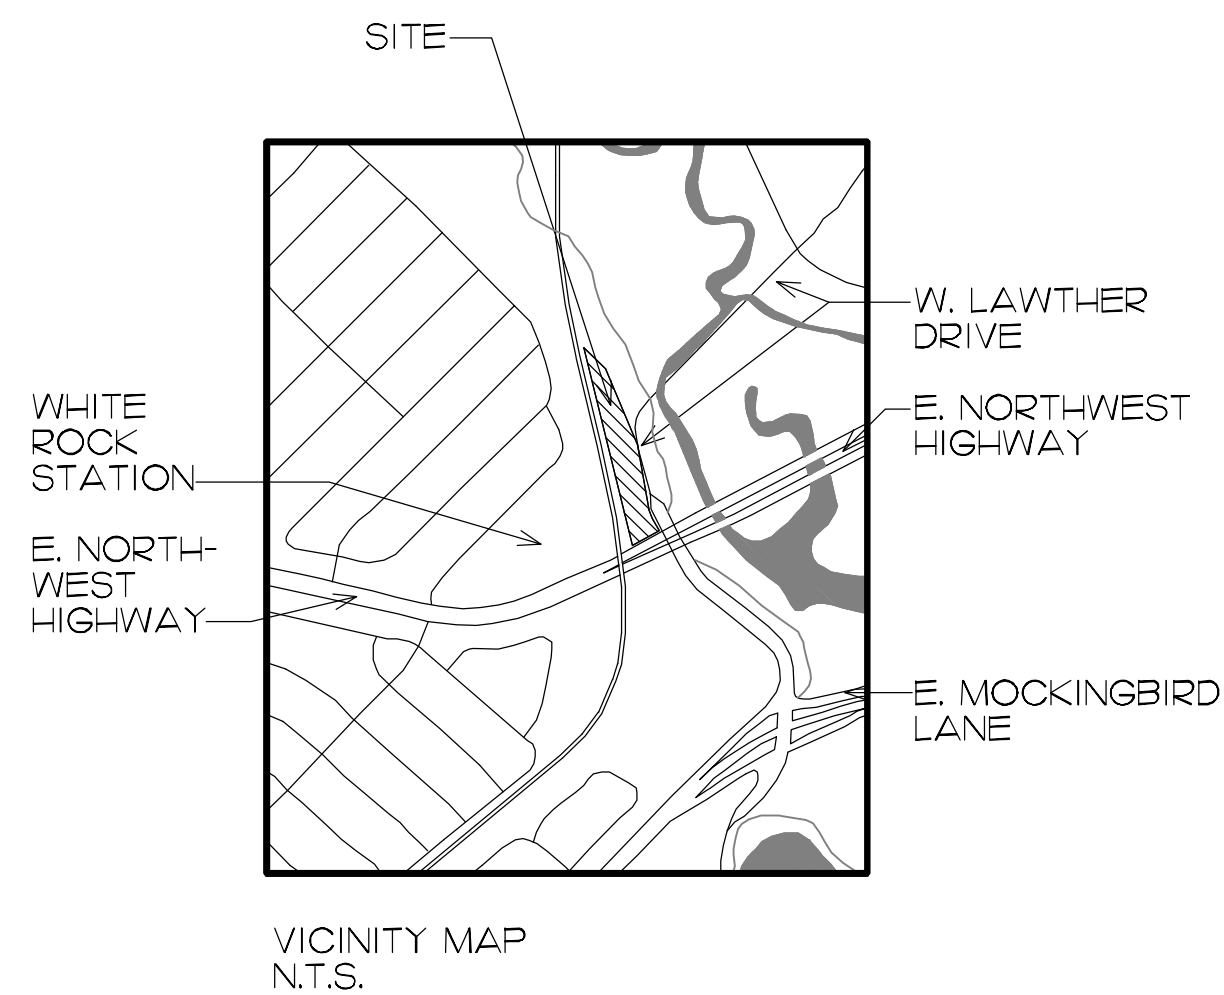 SITE
W. LAWTHER
DRIVE
WHITE
ROCK
STATION
E. NORTHWEST
HIGHWAY
E. NORTH-
WEST
HIGHWAY
E. MOCKINGBIRD
LANE
VICINITY MAP
N.T.S.